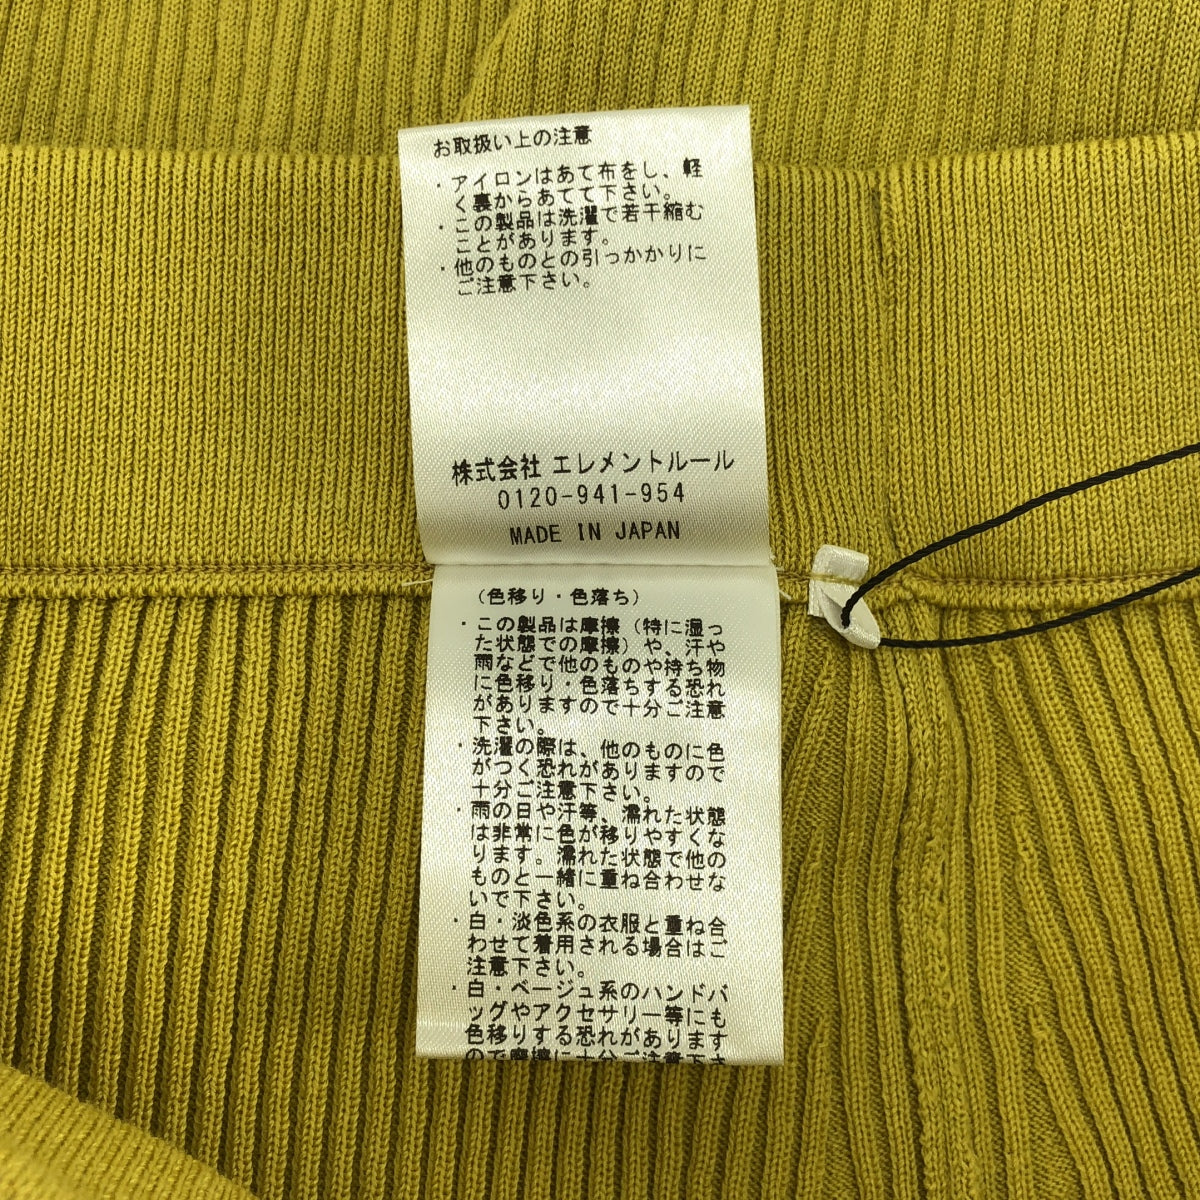 お取扱い上の注意
・アイロンはあて布をし、軽
く裏からあてて下さい。
・この製品は洗濯で若干縮む
ことがあります。
・他のものとの引っかかりに
ご注意下さい。
株式会社 エレメントルール
0120-941-954
MADE IN JAPAN
(色移り・色落ち)
・この製品は摩擦(特に湿っ
た状態での摩擦)や、汗や
雨などで他のものや持ち物
に色移り・色落ちする恐れ
がありますので十分ご注意
下さい。
・洗濯の際は、他のものに色
がつく恐れがありますので
十分ご注意下さい。
・雨の日や汗等、濡れた状態
は非常に色が移りやすくな
ります。濡れた状態で他の
ものと一緒に重ね合わせな
いで下さい。
・白・淡色系の衣服と重ね合
わせて着用される場合はご
注意下さい。
・白・ベージュ系のハンドバ
ッグやアクセサリー等にも
色移りする恐れがあります
ので摩擦に十分ご注意下さ